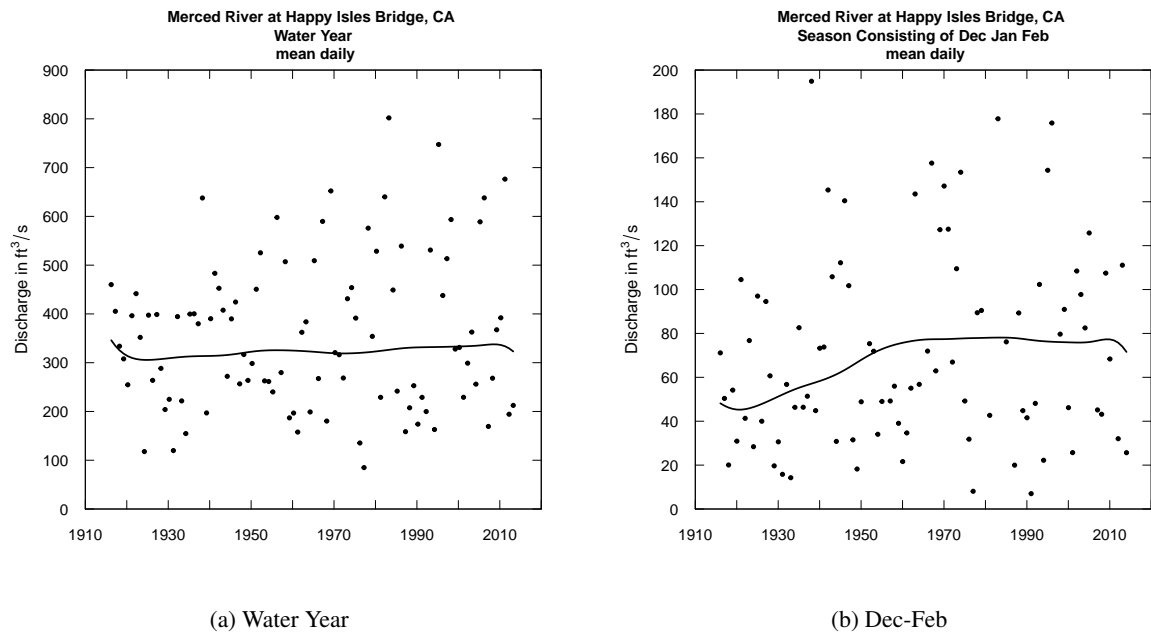 Merced River at Happy Isles Bridge, CA
Water Year
mean daily
900
800
700
600
500
400
300
200
100
0
Discharge in ft³/s
1910 1930 1950 1970 1990 2010
(a) Water Year
Merced River at Happy Isles Bridge, CA
Season Consisting of Dec Jan Feb
mean daily
200
180
160
140
120
100
80
60
40
20
0
Discharge in ft³/s
1910 1930 1950 1970 1990 2010
(b) Dec-Feb